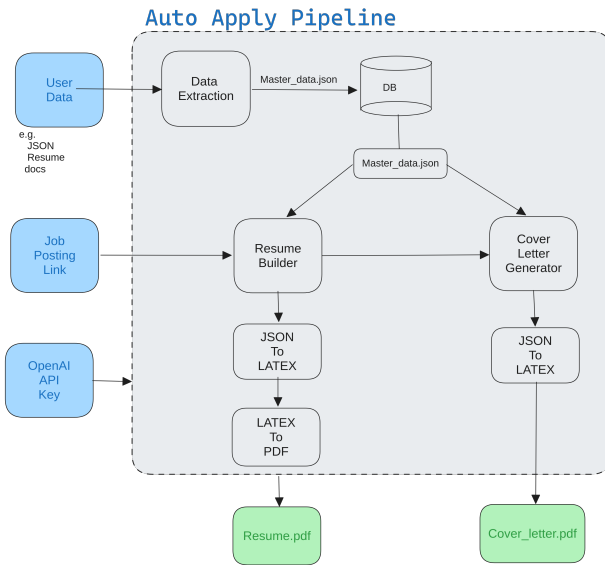 Auto Apply Pipeline
User
Data
e.g.
JSON
Resume
docs
Data
Extraction
Master_data.json
DB
Master_data.json
Job
Posting
Link
Resume
Builder
Cover
Letter
Generator
OpenAI
API
Key
JSON
To
LATEX
JSON
To
LATEX
LATEX
To
PDF
Resume.pdf
Cover_letter.pdf